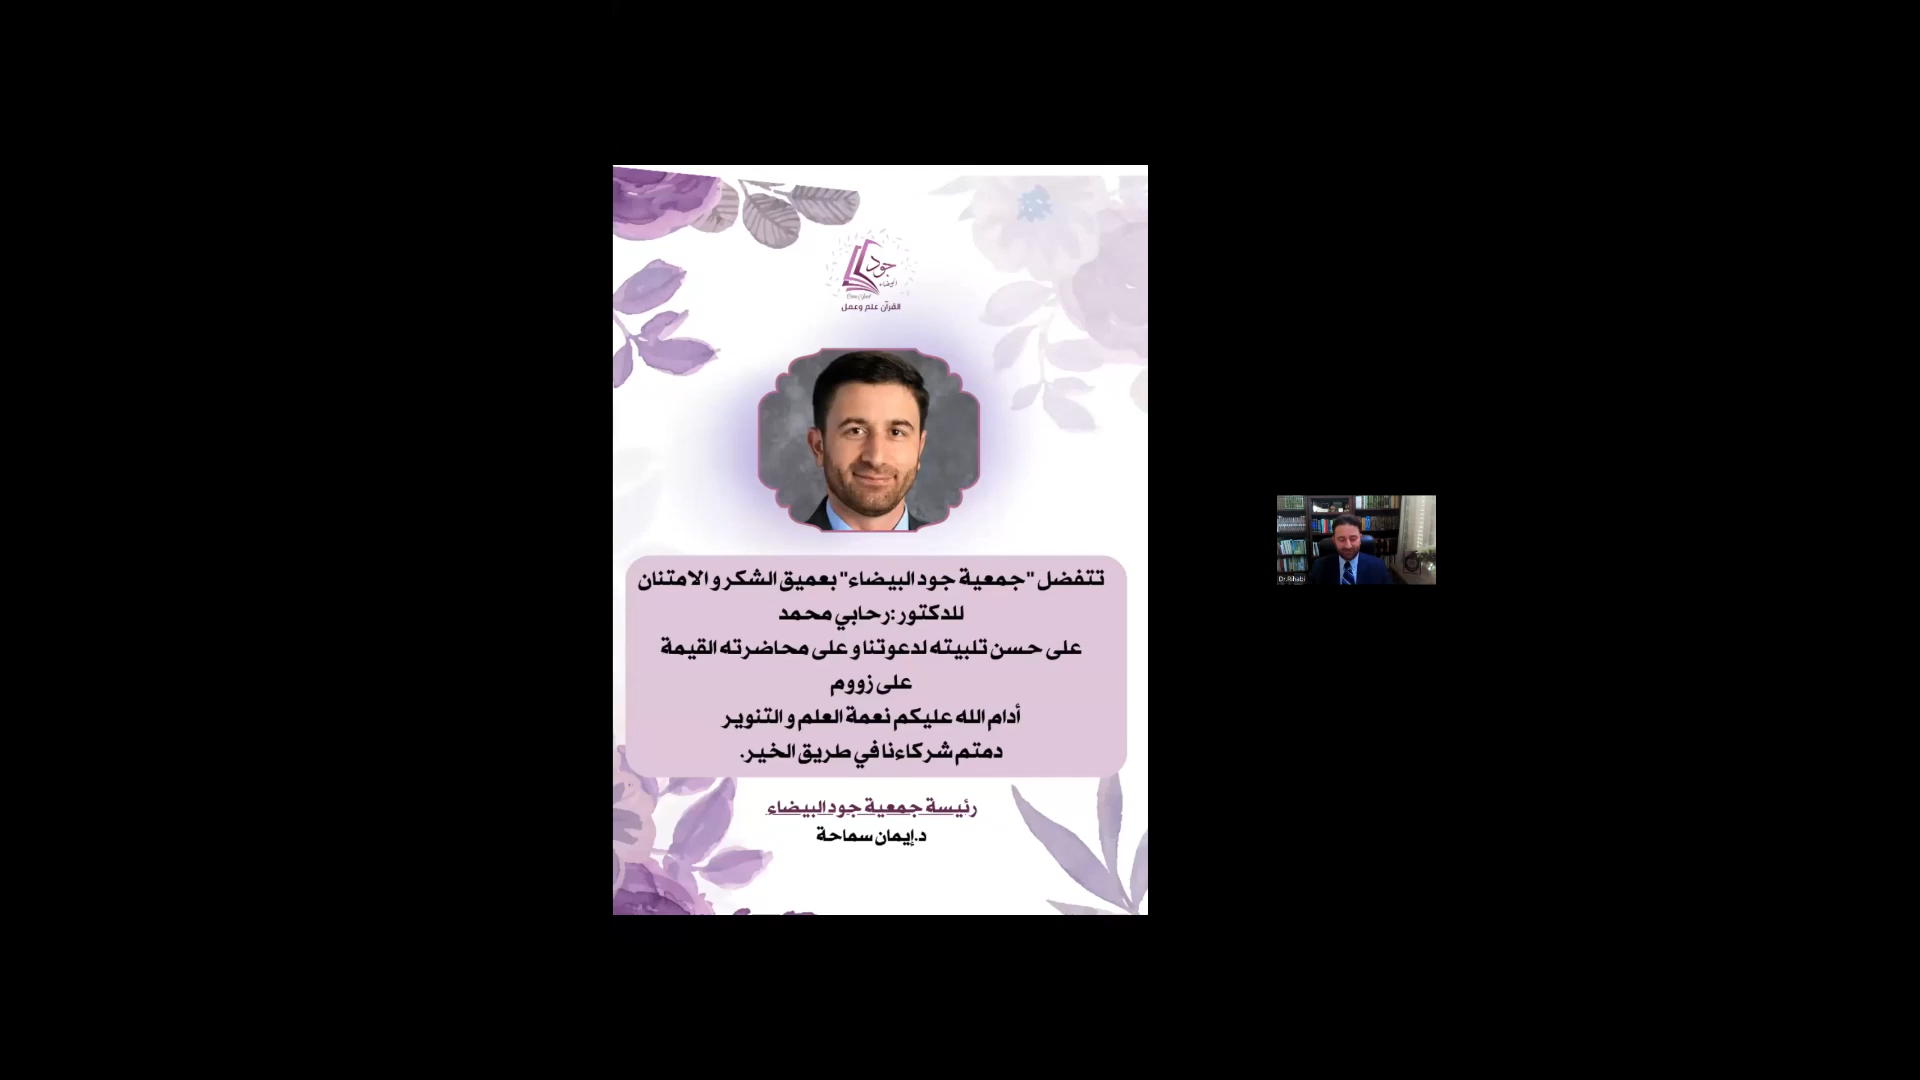 جود
البيضاء
القرآن علم وعمل
تتفضل "جمعية جود البيضاء" بعميق الشكر و الامتنان
للدكتور :رحابي محمد
على حسن تلبيته لدعوتنا و على محاضرته القيمة
على زووم
أدام الله عليكم نعمة العلم و التنوير
دمتم شركاءنا في طريق الخير.
رئيسة جمعية جود البيضاء
د.إيمان سماحة
Dr.Rihabi